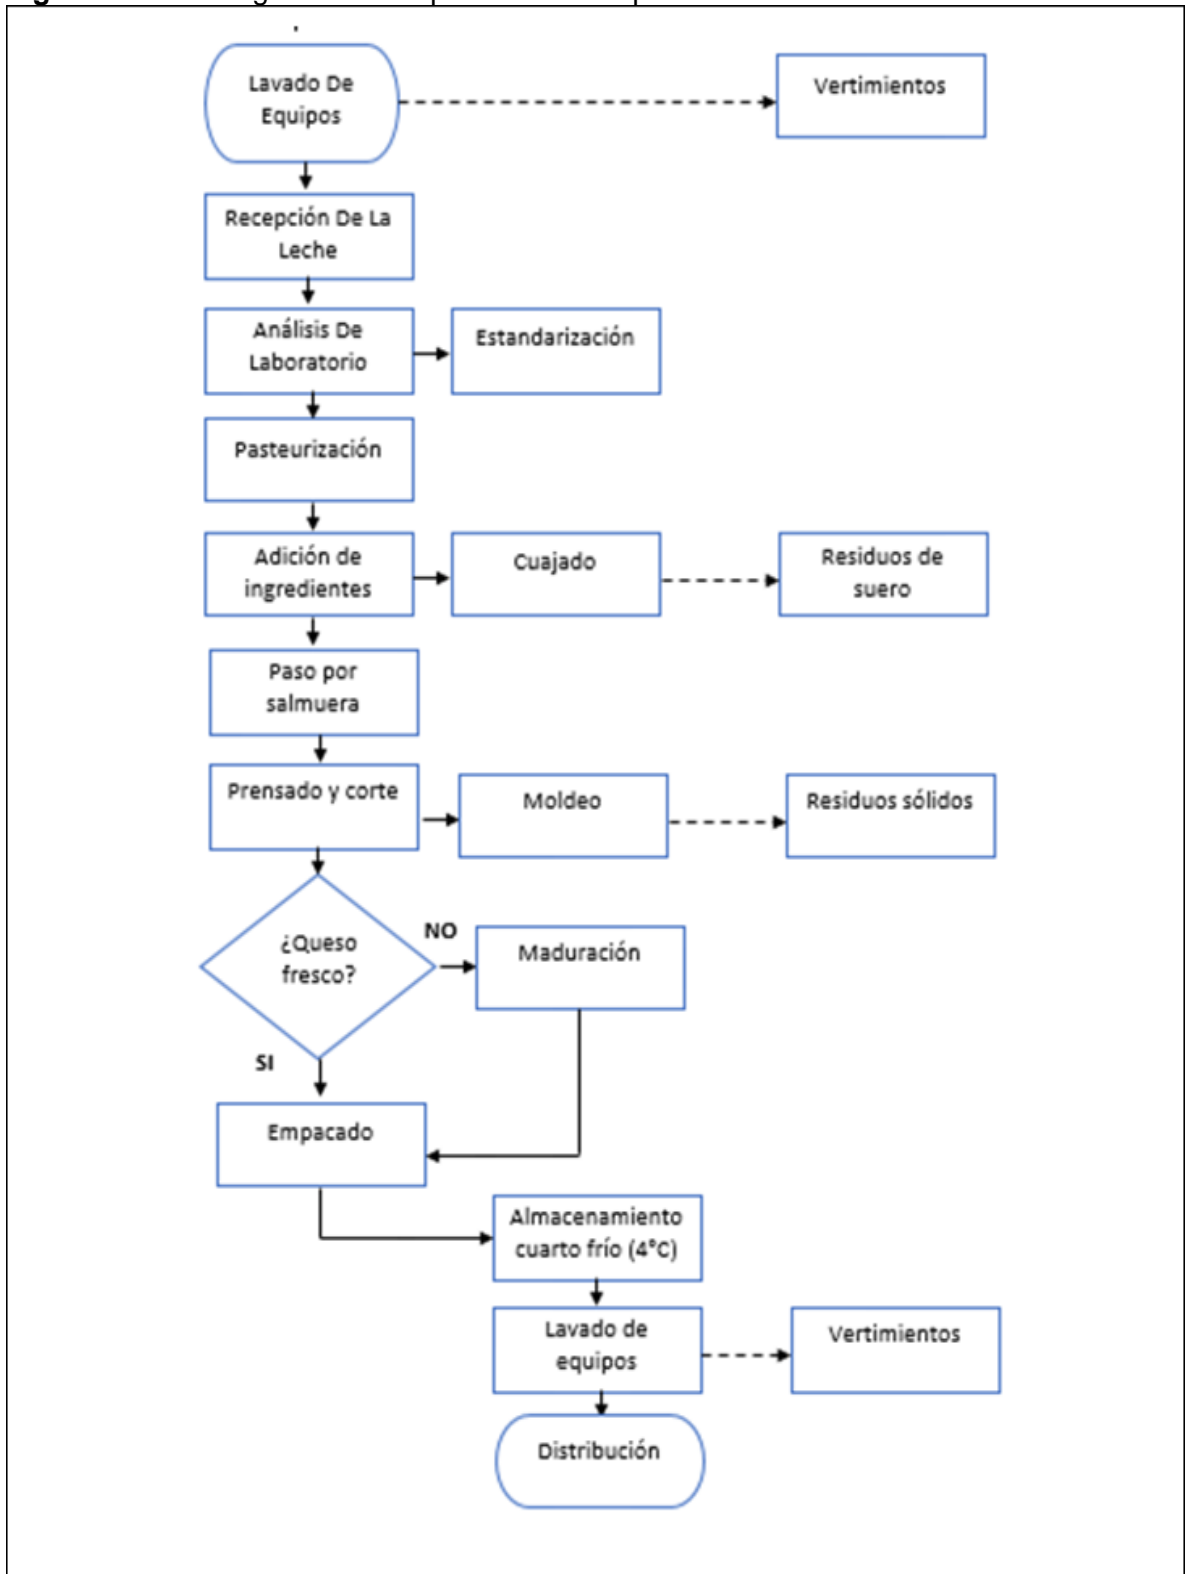 Lavado De
Equipos
Vertimientos
Recepción De La
Leche
Análisis De
Laboratorio
Estandarización
Pasteurización
Adición de
ingredientes
Cuajado
Residuos de
suero
Paso por
salmuera
Prensado y corte
Moldeo
Residuos sólidos
¿Queso
fresco?
NO
Maduración
SI
Empacado
Almacenamiento
cuarto frío (4°C)
Lavado de
equipos
Vertimientos
Distribución